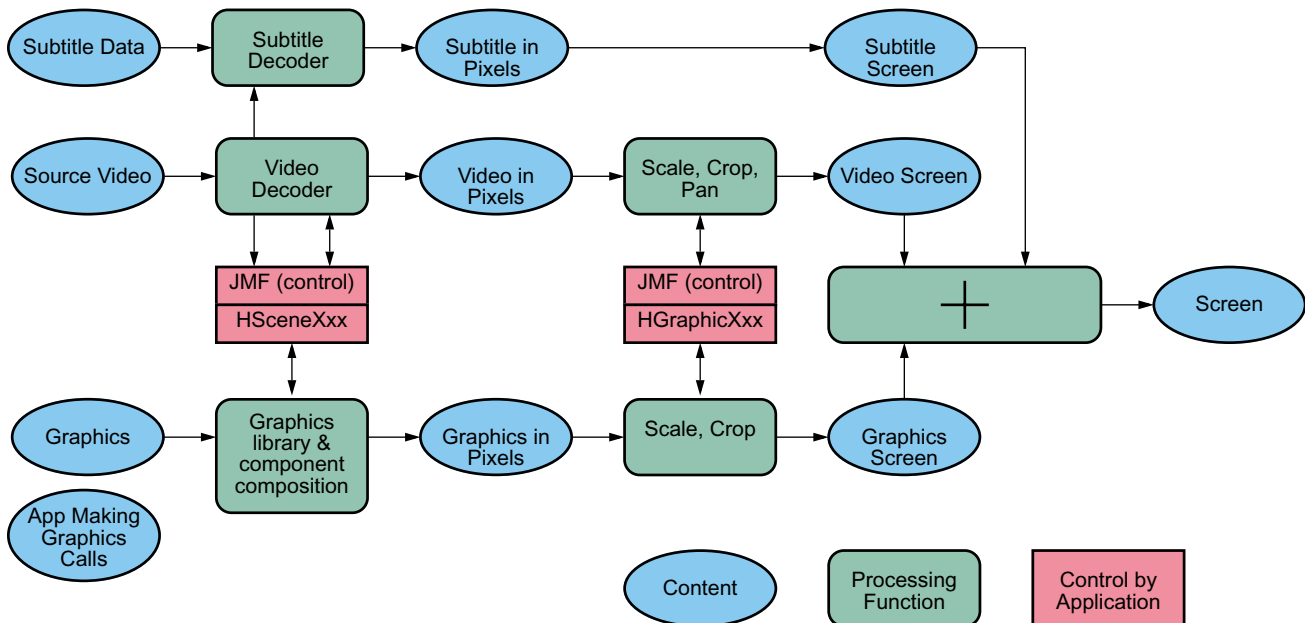 Subtitle Data
Subtitle
Decoder
Subtitle in
Pixels
Subtitle
Screen
Source Video
Video
Decoder
Video in
Pixels
Scale, Crop,
Pan
Video Screen
JMF (control)
HSceneXxx
JMF (control)
HGraphicXxx
Screen
Graphics
Graphics
library &
component
composition
Graphics in
Pixels
Scale, Crop
Graphics
Screen
App Making
Graphics
Calls
Content
Processing
Function
Control by
Application